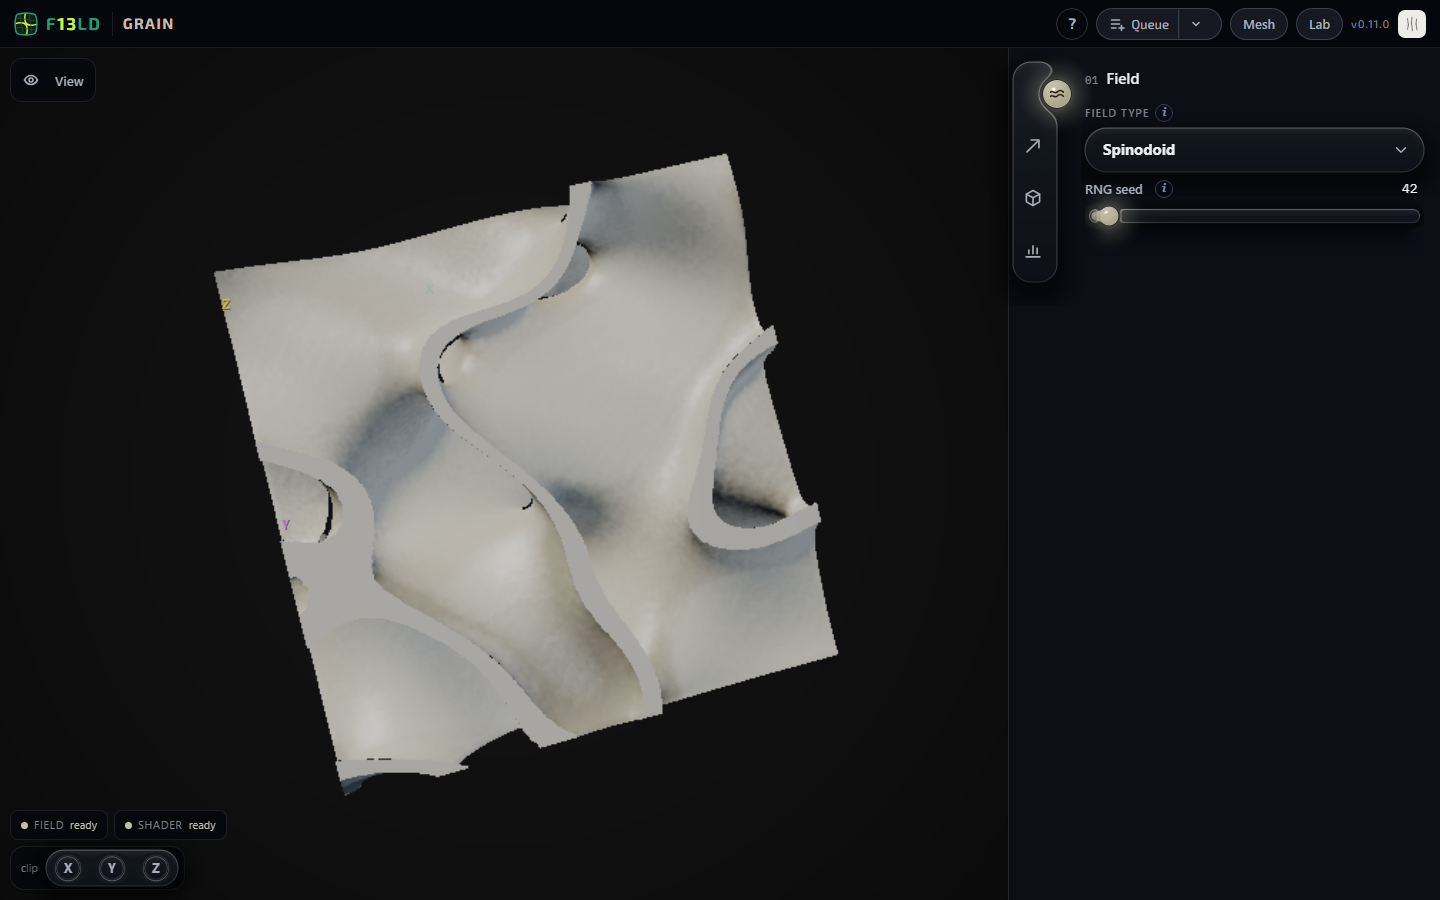 F13LD GRAIN
? Queue Mesh Lab v0.11.0
View
01 Field
FIELD TYPE i
Spinodoid
RNG seed i 42
Z
Y
FIELD ready SHADER ready
clip X Y Z